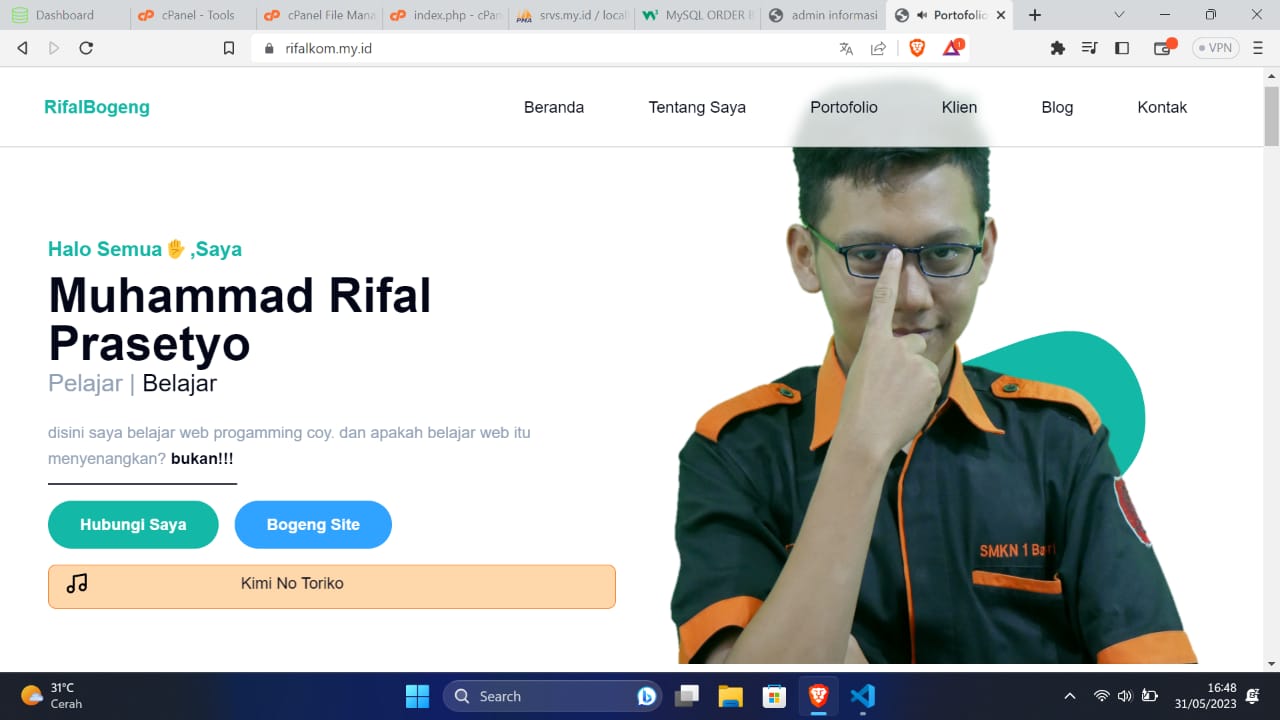 Dashboard
cPanel - Tools
cPanel File Mana
index.php - cPan
srvs.my.id / local
MySQL ORDER B
admin informasi
Portofolio
rifalkom.my.id
1
VPN
RifalBogeng
Beranda
Tentang Saya
Portofolio
Klien
Blog
Kontak
Halo Semua✋,Saya
Muhammad Rifal
Prasetyo
Pelajar | Belajar
disini saya belajar web progamming coy. dan apakah belajar web itu
menyenangkan? bukan!!!
Hubungi Saya
Bogeng Site
Kimi No Toriko
SMKN 1 Ba
31°C
Cerah
Search
16:48
31/05/2023